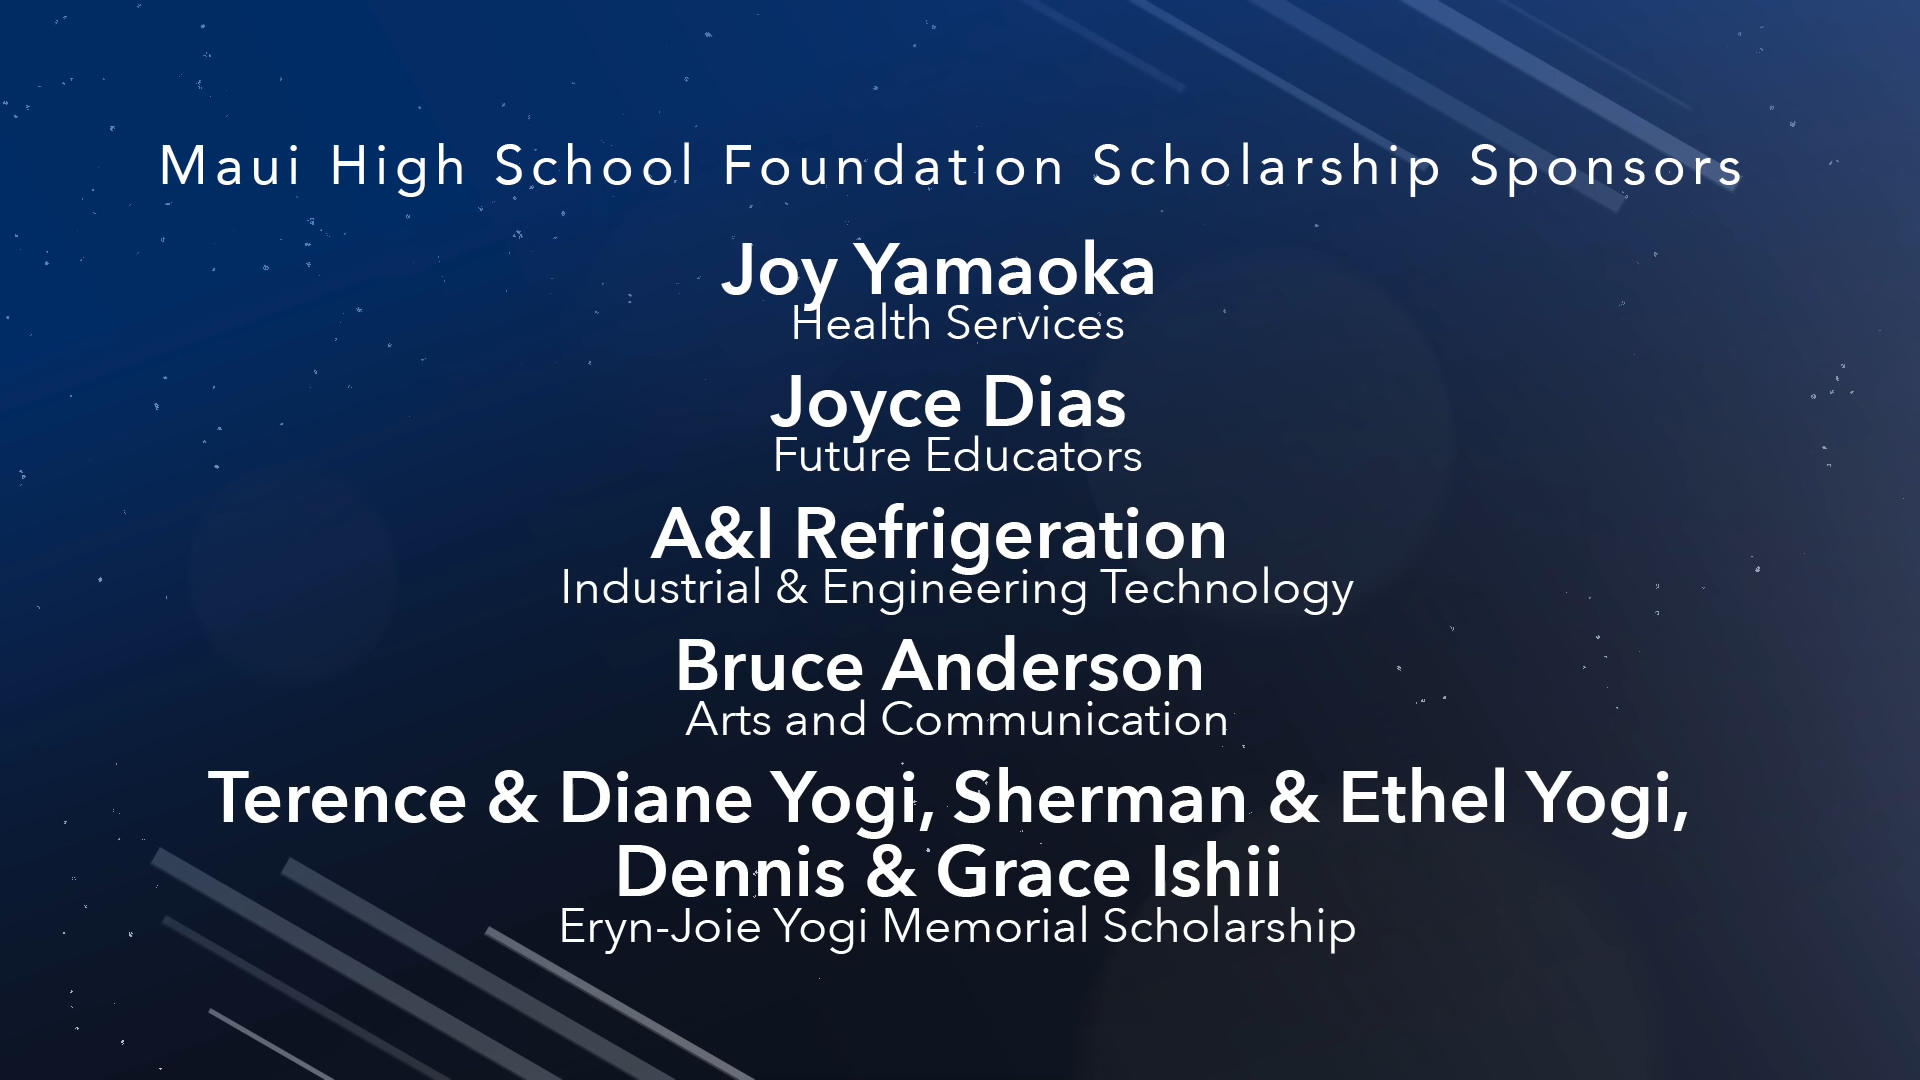 Maui High School Foundation Scholarship Sponsors
Joy Yamaoka
Health Services
Joyce Dias
Future Educators
A&I Refrigeration
Industrial & Engineering Technology
Bruce Anderson
Arts and Communication
Terence & Diane Yogi, Sherman & Ethel Yogi,
Dennis & Grace Ishii
Eryn-Joie Yogi Memorial Scholarship